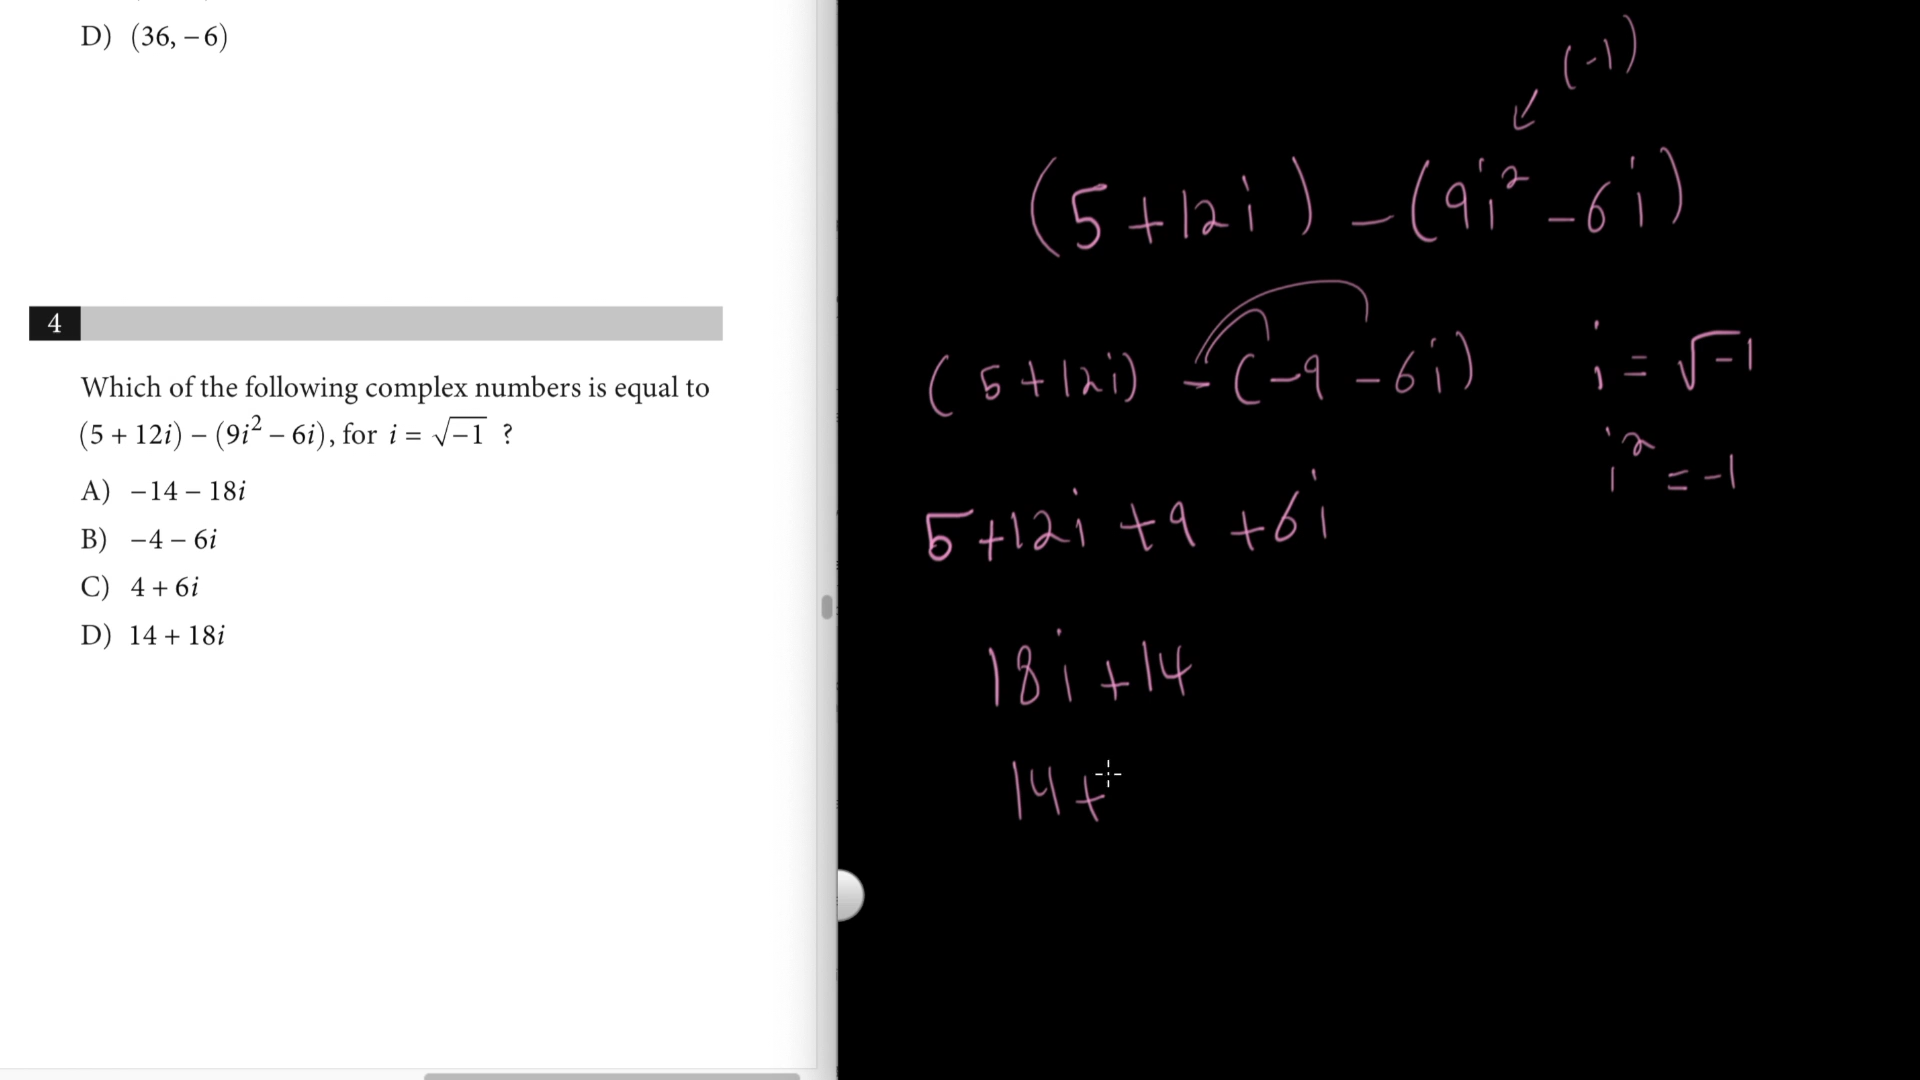 D) (36, −6)
4
Which of the following complex numbers is equal to
(5 + 12i) − (9i² − 6i), for i = √−1 ?
A) −14 − 18i
B) −4 − 6i
C) 4 + 6i
D) 14 + 18i
(-1)
(5+12i) - (9i² - 6i)
(5+12i) - (-9 - 6i)
i = √-1
i² = -1
5+12i +9 +6i
18i+14
14+